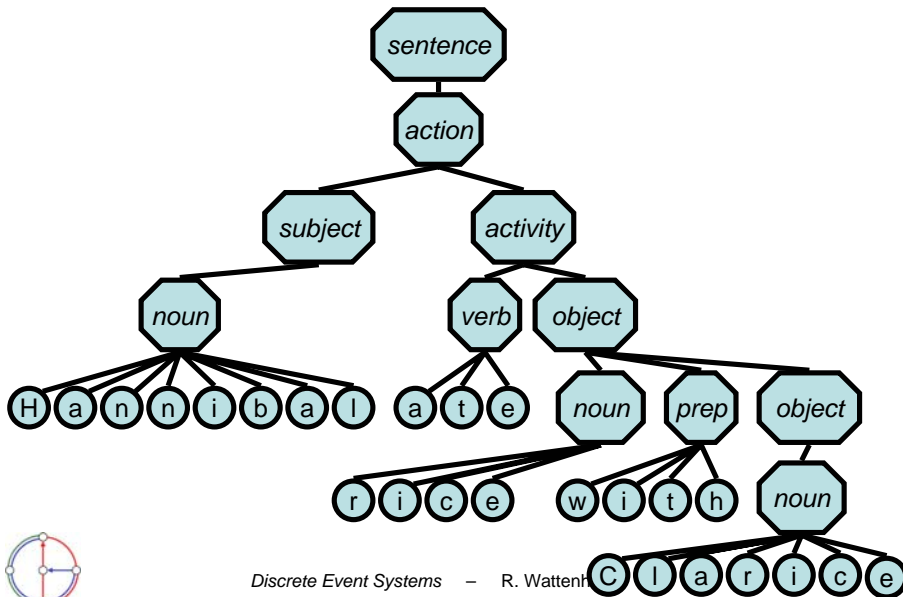 sentence
action
subject activity
noun verb object
H a n n i b a l a t e noun prep object
r i c e w i t h noun
Discrete Event Systems – R. Wattenh C l a r i c e